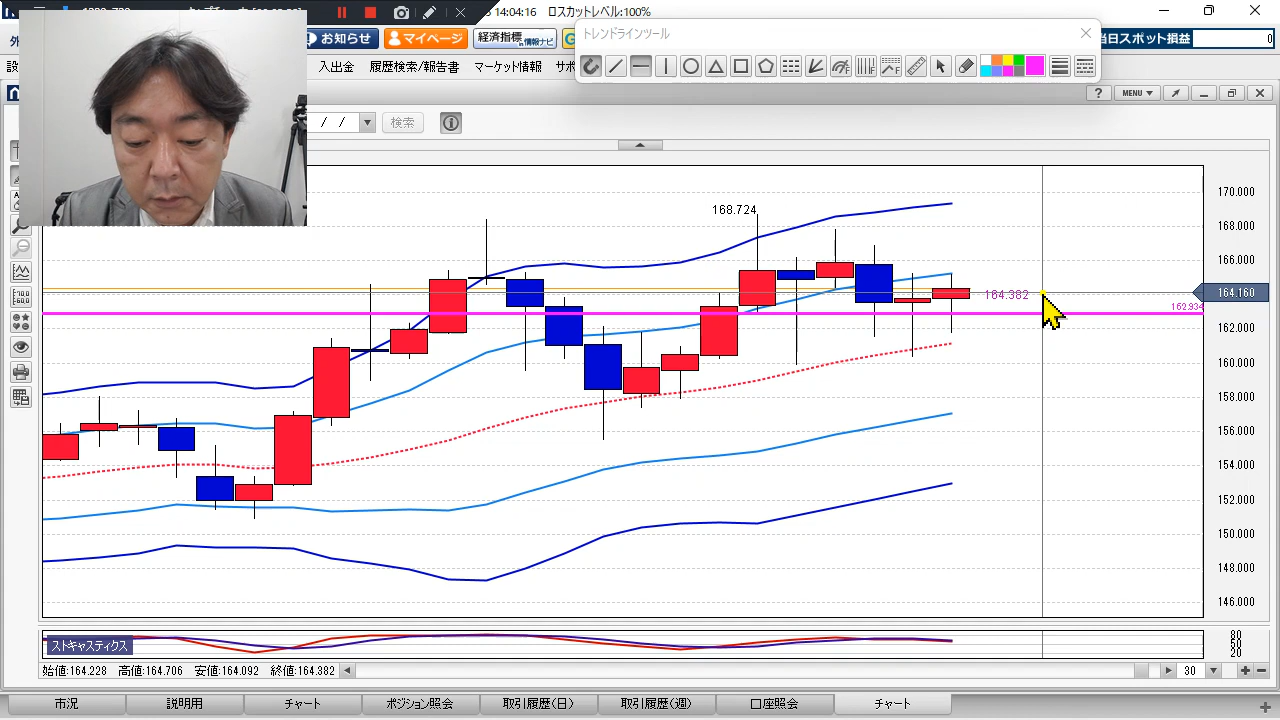 14:04:16 ロスカットレベル:100%
トレンドラインツール
お知らせ
マイページ
経済指標
情報ナビ
当日スポット損益
0
入出金
履歴検索/報告書
マーケット情報
?
MENU
/ /
検索
168.724
164.382
162.934
170.000
168.000
166.000
164.160
162.000
160.000
158.000
156.000
154.000
152.000
150.000
148.000
146.000
ストキャスティクス
80
20
始値:164.228 高値:164.706 安値:164.092 終値:164.382
30
市況
説明用
チャート
ポジション照会
取引履歴(日)
取引履歴(週)
口座照会
チャート